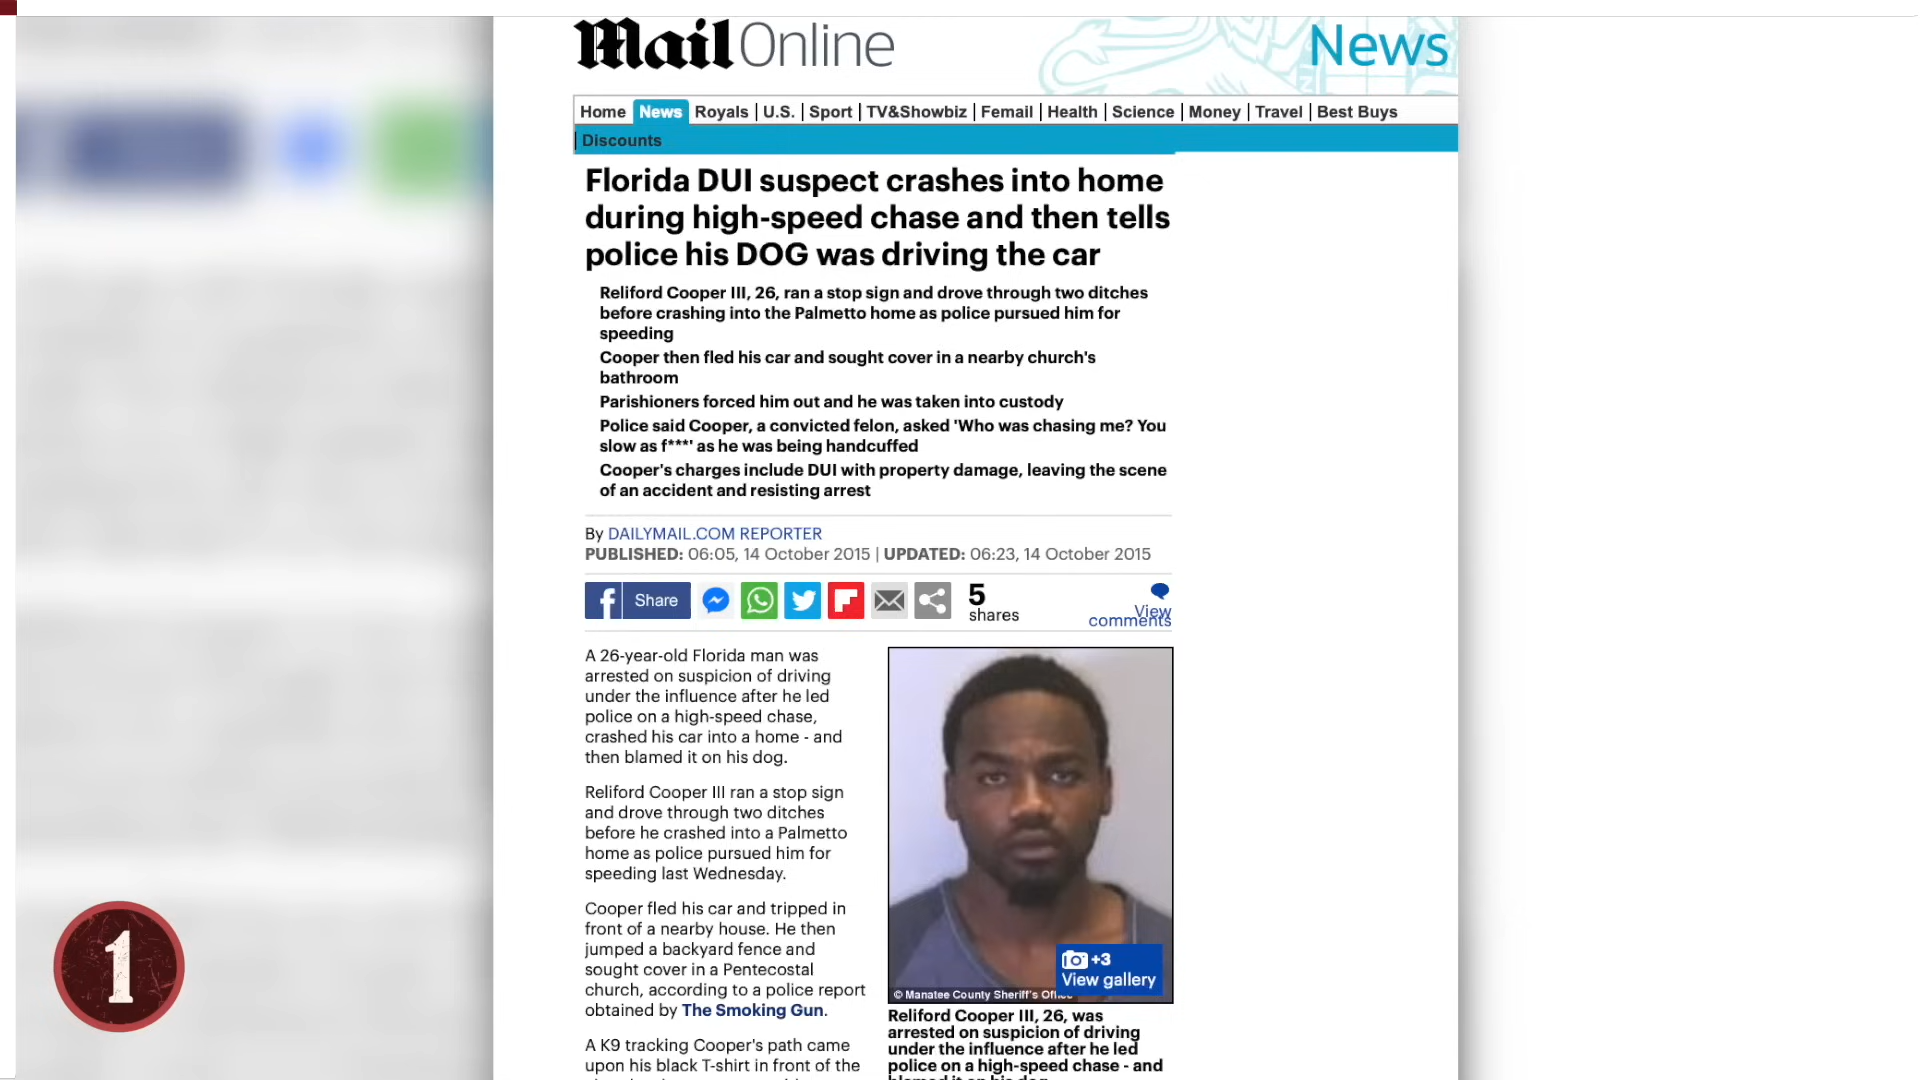 Mail Online
News
Home News Royals U.S. Sport TV&Showbiz Femail Health Science Money Travel Best Buys
Discounts
Florida DUI suspect crashes into home
during high-speed chase and then tells
police his DOG was driving the car
Reliford Cooper III, 26, ran a stop sign and drove through two ditches
before crashing into the Palmetto home as police pursued him for
speeding
Cooper then fled his car and sought cover in a nearby church's
bathroom
Parishioners forced him out and he was taken into custody
Police said Cooper, a convicted felon, asked 'Who was chasing me? You
slow as f***' as he was being handcuffed
Cooper's charges include DUI with property damage, leaving the scene
of an accident and resisting arrest
By DAILYMAIL.COM REPORTER
PUBLISHED: 06:05, 14 October 2015 | UPDATED: 06:23, 14 October 2015
Share
5
shares
View
comments
A 26-year-old Florida man was
arrested on suspicion of driving
under the influence after he led
police on a high-speed chase,
crashed his car into a home - and
then blamed it on his dog.
Reliford Cooper III ran a stop sign
and drove through two ditches
before he crashed into a Palmetto
home as police pursued him for
speeding last Wednesday.
Cooper fled his car and tripped in
front of a nearby house. He then
jumped a backyard fence and
sought cover in a Pentecostal
church, according to a police report
obtained by The Smoking Gun.
A K9 tracking Cooper's path came
upon his black T-shirt in front of the
+3
View gallery
© Manatee County Sheriff's
Reliford Cooper III, 26, was
arrested on suspicion of driving
under the influence after he led
police on a high-speed chase - and
blamed it on his dog
1